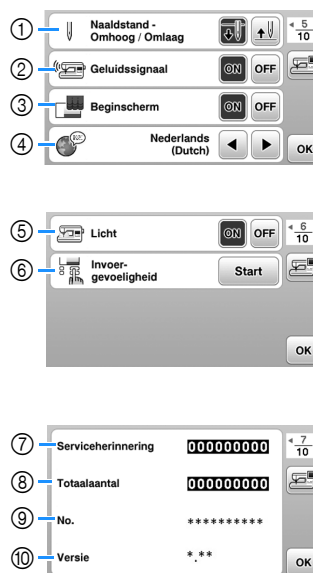 ① Naaldstand -
Omhoog / Omlaag
5
10
② Geluidssignaal ON OFF
③ Beginscherm ON OFF
④ Nederlands
(Dutch)
OK
⑤ Licht ON OFF
6
10
⑥ Invoer-
gevoeligheid Start
OK
⑦ Serviceherinnering 000000000
7
10
⑧ Totaalaantal 000000000
⑨ No. **********
⑩ Versie *.**
OK